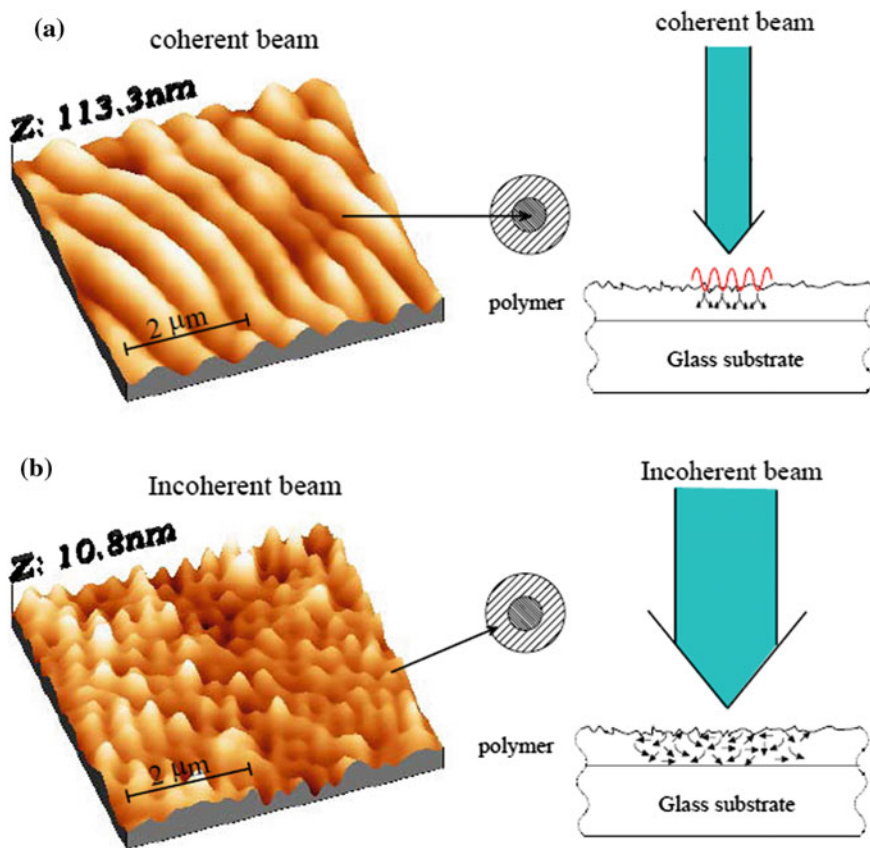 (a)
coherent beam
coherent beam
Z: 113.3nm
2 μm
polymer
Glass substrate
(b)
Incoherent beam
Incoherent beam
Z: 10.8nm
2 μm
polymer
Glass substrate